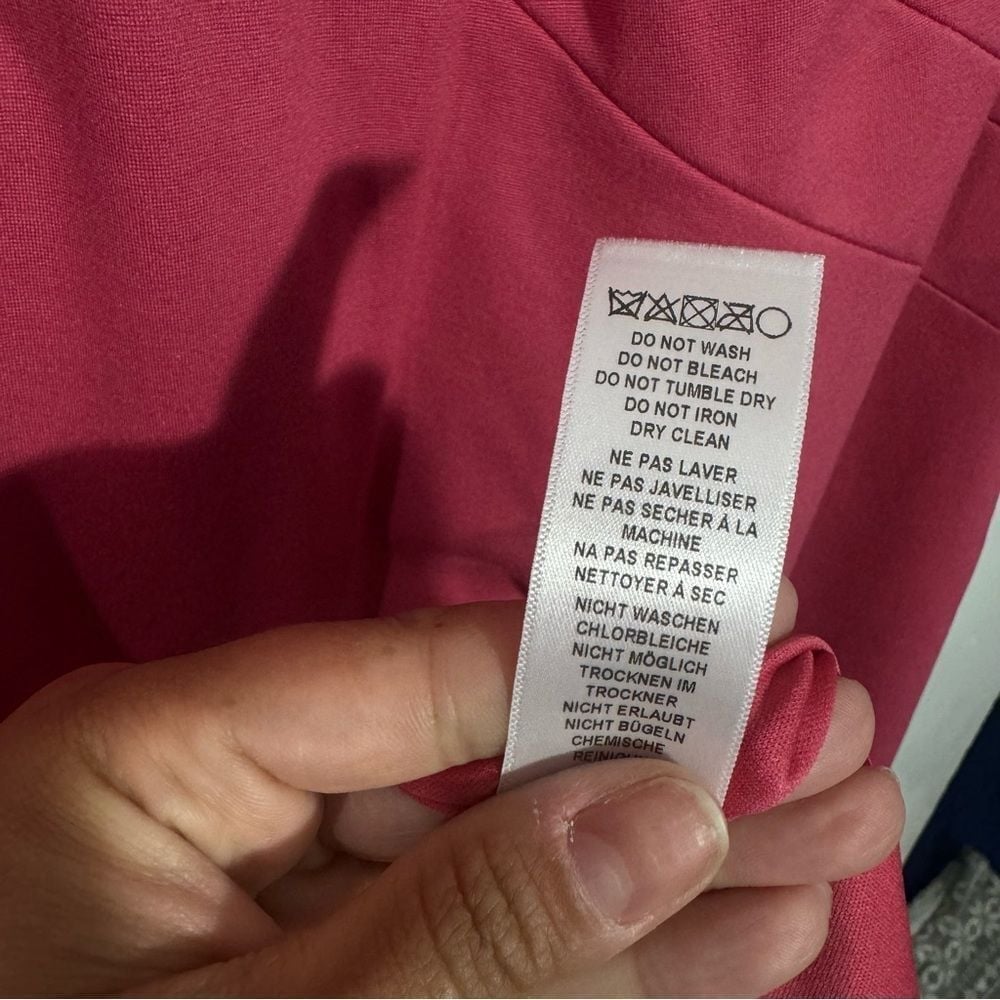 DO NOT WASH
DO NOT BLEACH
DO NOT TUMBLE DRY
DO NOT IRON
DRY CLEAN
NE PAS LAVER
NE PAS JAVELLISER
NE PAS SECHER À LA
MACHINE
NA PAS REPASSER
NETTOYER À SEC
NICHT WASCHEN
CHLORBLEICHE
NICHT MÖGLICH
TROCKNEN IM
TROCKNER
NICHT ERLAUBT
NICHT BÜGELN
CHEMISCHE